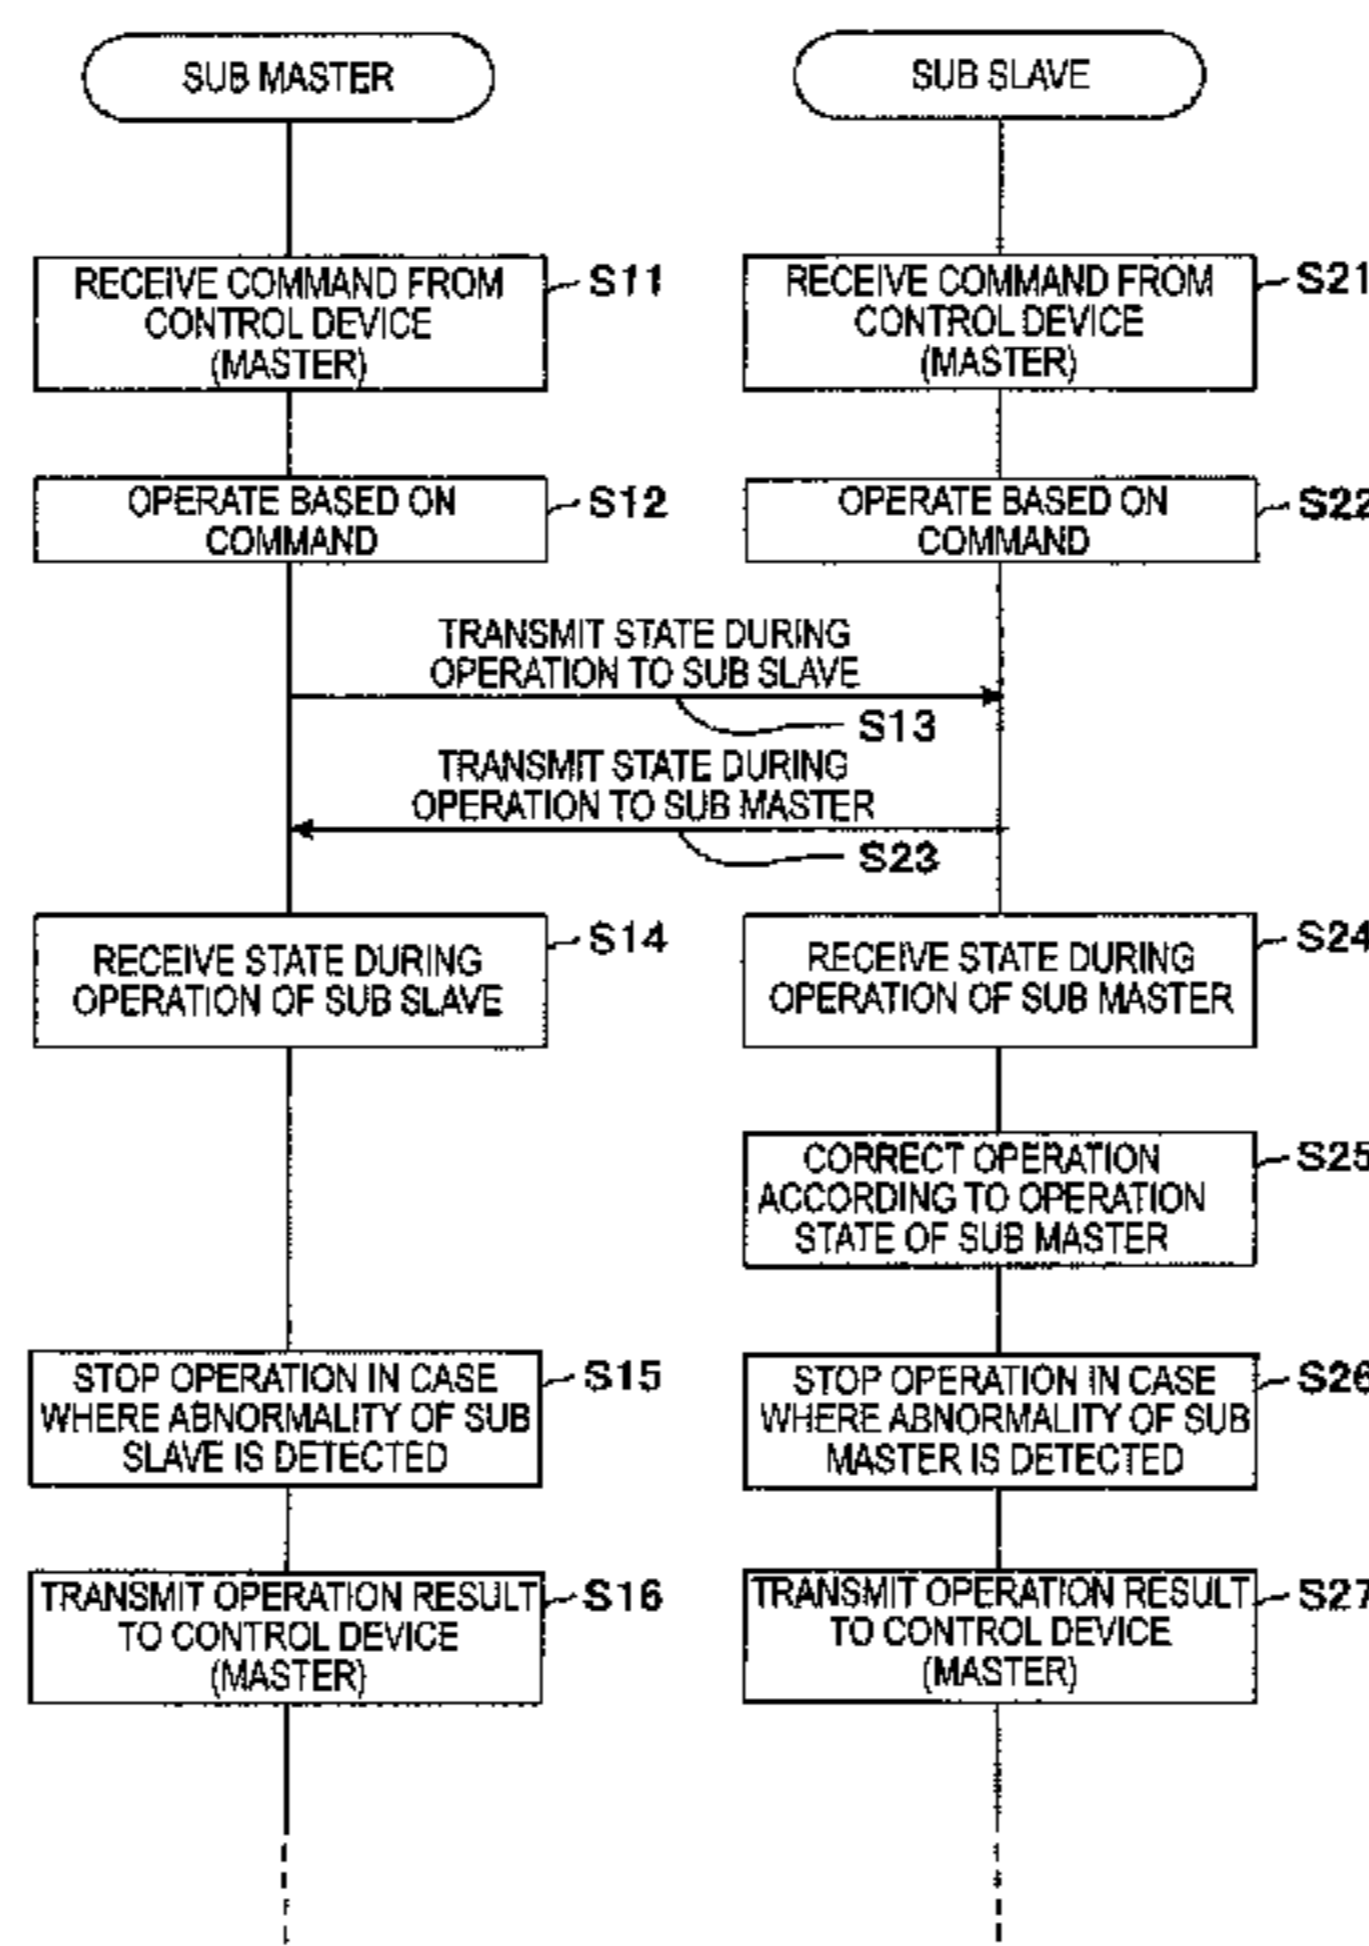 SUB MASTER
SUB SLAVE
RECEIVE COMMAND FROM
CONTROL DEVICE
(MASTER)
S11
RECEIVE COMMAND FROM
CONTROL DEVICE
(MASTER)
S21
OPERATE BASED ON
COMMAND
S12
OPERATE BASED ON
COMMAND
S22
TRANSMIT STATE DURING
OPERATION TO SUB SLAVE
S13
TRANSMIT STATE DURING
OPERATION TO SUB MASTER
S23
RECEIVE STATE DURING
OPERATION OF SUB SLAVE
S14
RECEIVE STATE DURING
OPERATION OF SUB MASTER
S24
CORRECT OPERATION
ACCORDING TO OPERATION
STATE OF SUB MASTER
S25
STOP OPERATION IN CASE
WHERE ABNORMALITY OF SUB
SLAVE IS DETECTED
S15
STOP OPERATION IN CASE
WHERE ABNORMALITY OF SUB
MASTER IS DETECTED
S26
TRANSMIT OPERATION RESULT
TO CONTROL DEVICE
(MASTER)
S16
TRANSMIT OPERATION RESULT
TO CONTROL DEVICE
(MASTER)
S27